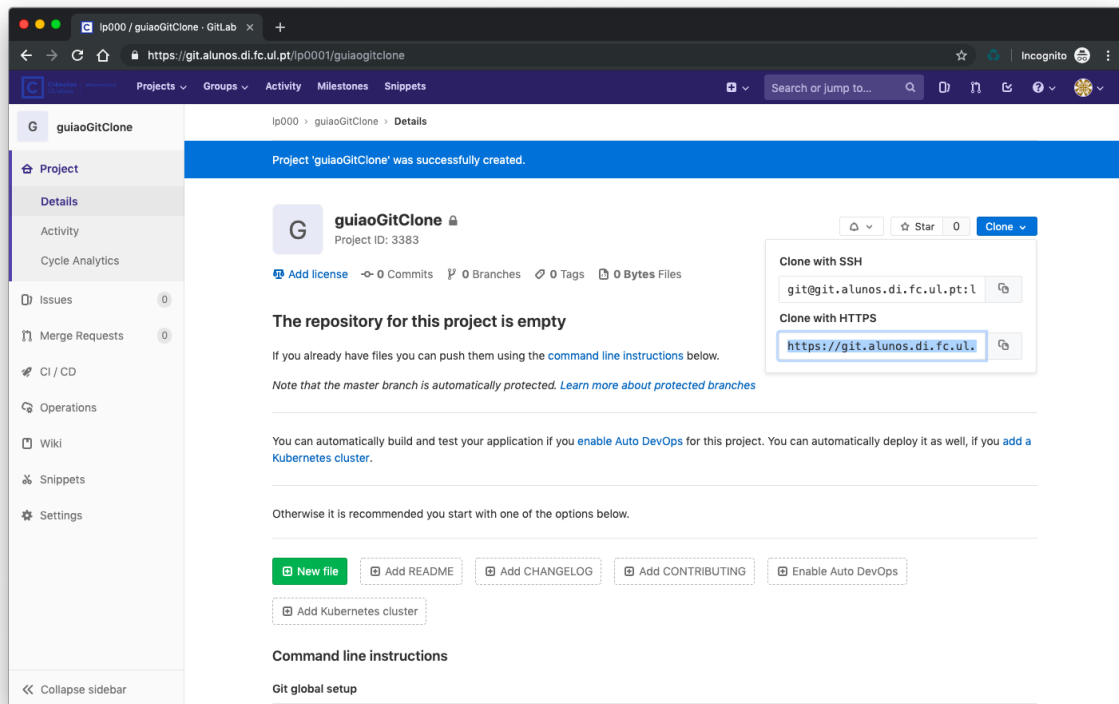 lp000 / guiaoGitClone · GitLab
https://git.alunos.di.fc.ul.pt/lp0001/guiaogitclone
Incognito
Projects Groups Activity Milestones Snippets
Search or jump to...
G guiaoGitClone
lp000 > guiaoGitClone > Details
Project 'guiaoGitClone' was successfully created.
Project
Details
Activity
Cycle Analytics
Issues 0
Merge Requests 0
CI / CD
Operations
Wiki
Snippets
Settings
Collapse sidebar
G
guiaoGitClone
Project ID: 3383
Star 0 Clone
Add license 0 Commits 0 Branches 0 Tags 0 Bytes Files
Clone with SSH
git@git.alunos.di.fc.ul.pt:l
Clone with HTTPS
https://git.alunos.di.fc.ul.
The repository for this project is empty
If you already have files you can push them using the command line instructions below.
Note that the master branch is automatically protected. Learn more about protected branches
You can automatically build and test your application if you enable Auto DevOps for this project. You can automatically deploy it as well, if you add a
Kubernetes cluster.
Otherwise it is recommended you start with one of the options below.
New file Add README Add CHANGELOG Add CONTRIBUTING Enable Auto DevOps
Add Kubernetes cluster
Command line instructions
Git global setup